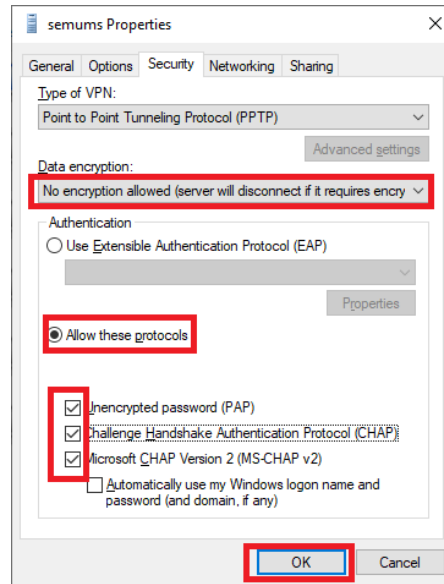 semums Properties
General Options Security Networking Sharing
Type of VPN:
Point to Point Tunneling Protocol (PPTP)
Advanced settings
Data encryption:
No encryption allowed (server will disconnect if it requires encry
Authentication
Use Extensible Authentication Protocol (EAP)
Properties
Allow these protocols
Unencrypted password (PAP)
Challenge Handshake Authentication Protocol (CHAP)
Microsoft CHAP Version 2 (MS-CHAP v2)
Automatically use my Windows logon name and
password (and domain, if any)
OK Cancel